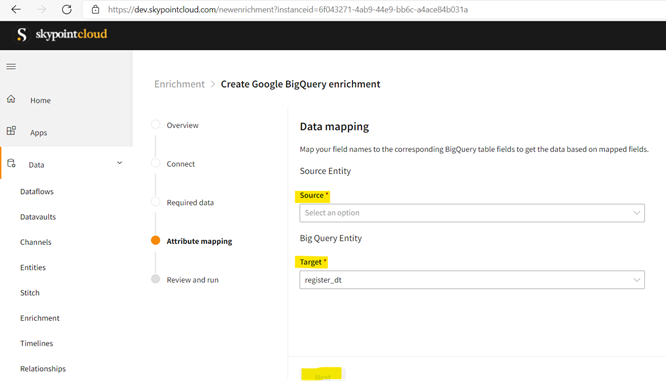 https://dev.skypointcloud.com/newenrichment?instanceid=6f043271-4ab9-44e9-bb6c-a4ace84b031a
S skypointcloud
Enrichment > Create Google BigQuery enrichment
Home
Apps
Data
Dataflows
Datavaults
Channels
Entities
Stitch
Enrichment
Timelines
Relationships
Overview
Connect
Required data
Attribute mapping
Review and run
Data mapping
Map your field names to the corresponding BigQuery table fields to get the data based on mapped fields.
Source Entity
Source *
Select an option
Big Query Entity
Target *
register_dt
Next